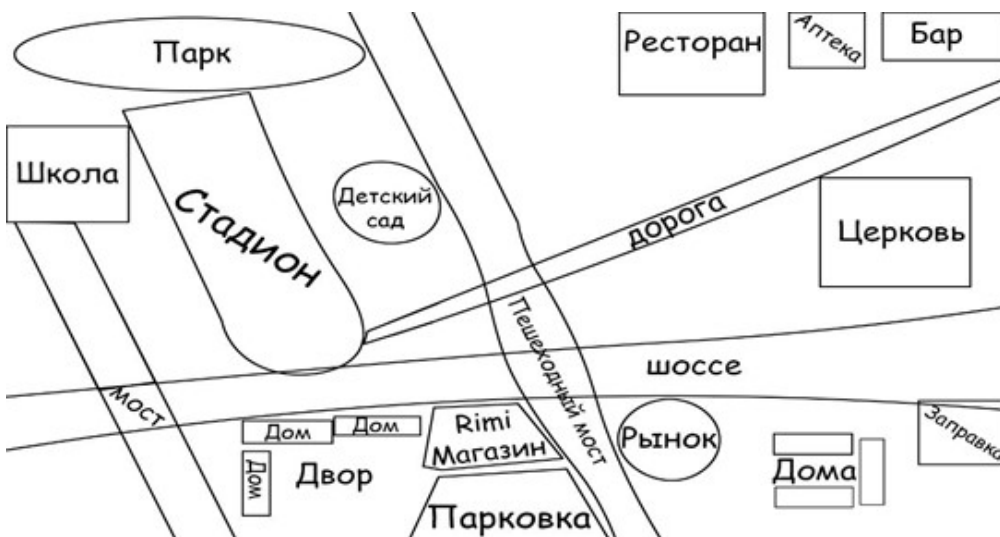 Парк
Ресторан
Аптека
Бар
Школа
Стадион
Детский
сад
дорога
Церковь
Пешеходный мост
шоссе
мост
Дом
Дом
Rimi
Магазин
Рынок
Заправка
Дом
Двор
Дома
Парковка